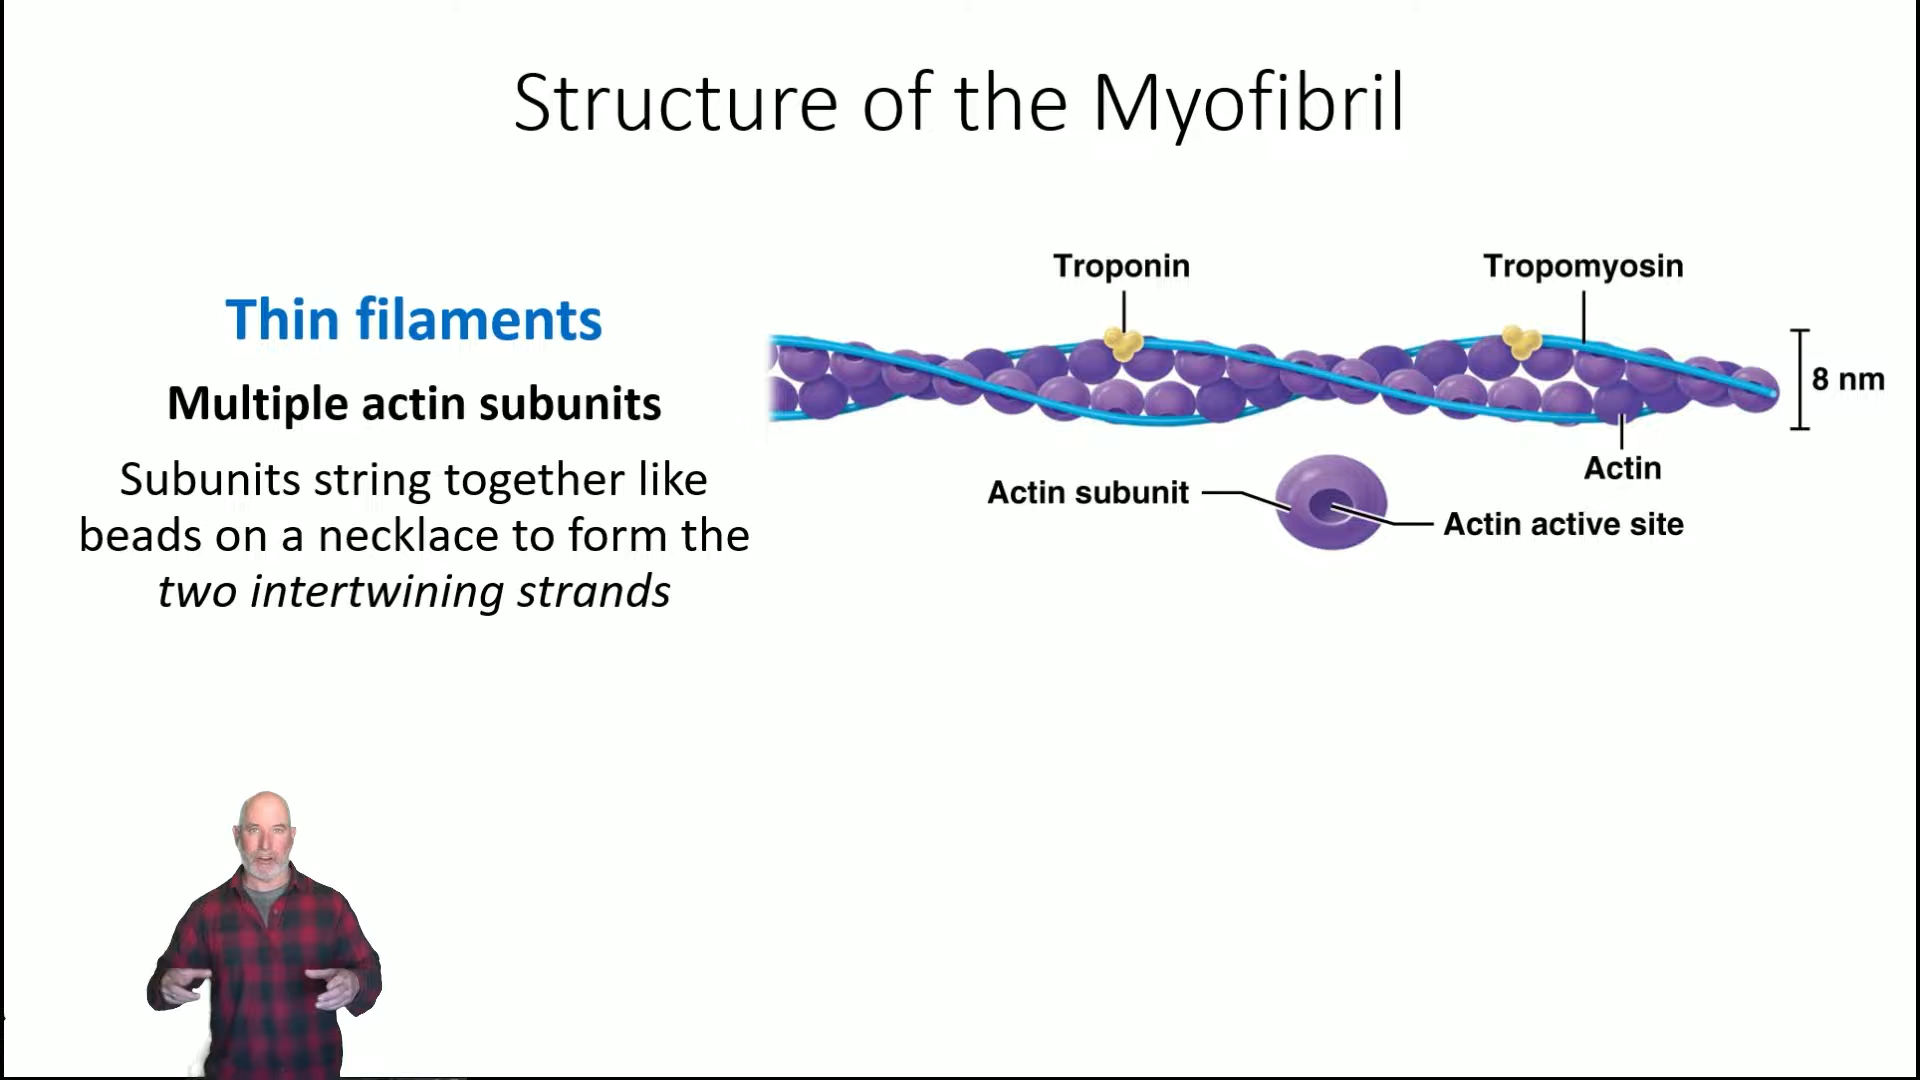 Structure of the Myofibril
Thin filaments
Multiple actin subunits
Subunits string together like
beads on a necklace to form the
two intertwining strands
Troponin
Tropomyosin
8 nm
Actin
Actin subunit
Actin active site